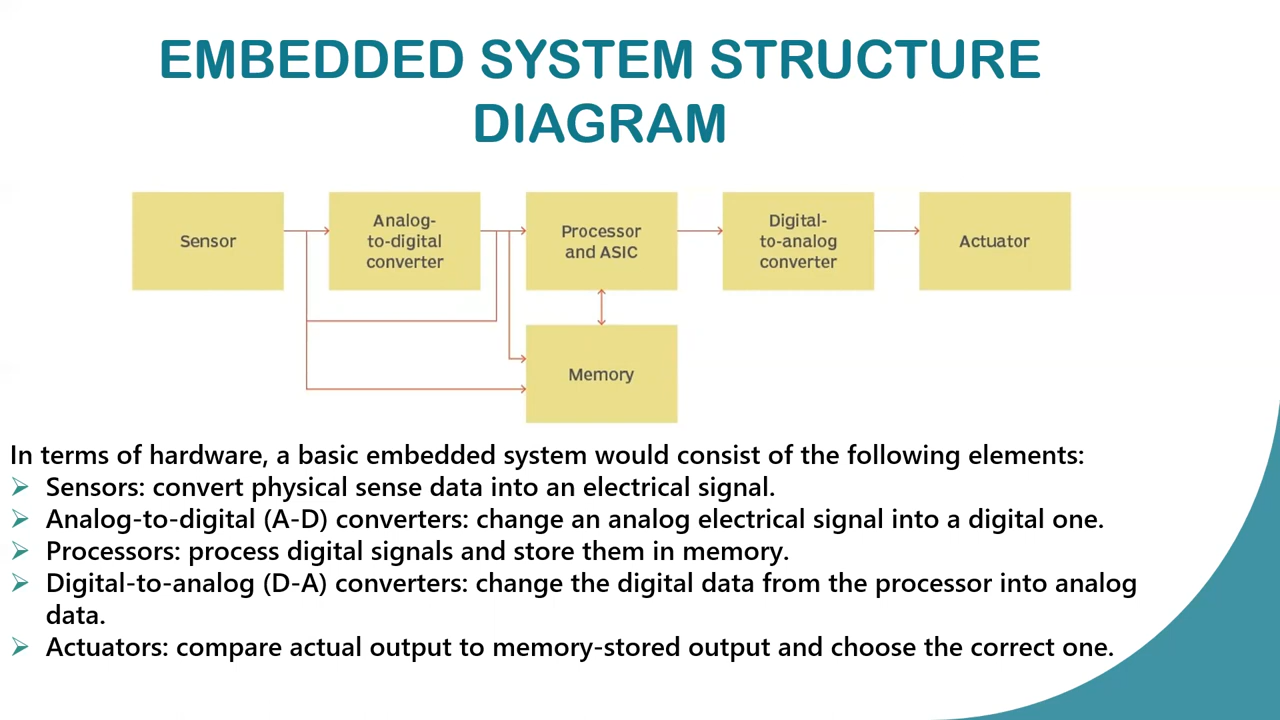 EMBEDDED SYSTEM STRUCTURE
DIAGRAM
Sensor
Analog-
to-digital
converter
Processor
and ASIC
Digital-
to-analog
converter
Actuator
Memory
In terms of hardware, a basic embedded system would consist of the following elements:
Sensors: convert physical sense data into an electrical signal.
Analog-to-digital (A-D) converters: change an analog electrical signal into a digital one.
Processors: process digital signals and store them in memory.
Digital-to-analog (D-A) converters: change the digital data from the processor into analog
data.
Actuators: compare actual output to memory-stored output and choose the correct one.